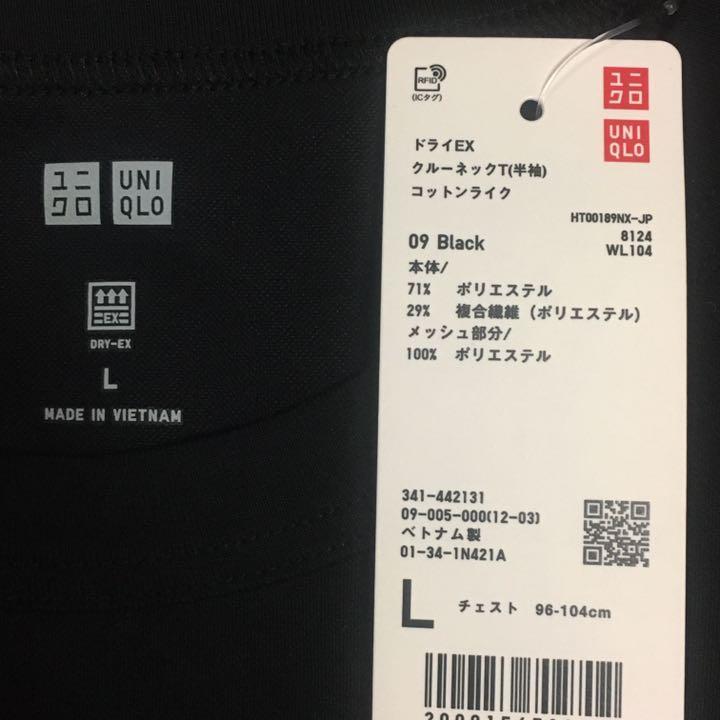 ユニ
クロ
UNI
QLO
EX
DRY-EX
L
MADE IN VIETNAM
RFID
(ICタグ)
ユニ
クロ
UNI
QLO
ドライEX
クルーネックT(半袖)
コットンライク
HT00189NX-JP
8124
WL104
09 Black
本体/
71% ポリエステル
29% 複合繊維 (ポリエステル)
メッシュ部分/
100% ポリエステル
341-442131
09-005-000(12-03)
ベトナム製
01-34-1N421A
L チェスト 96-104cm